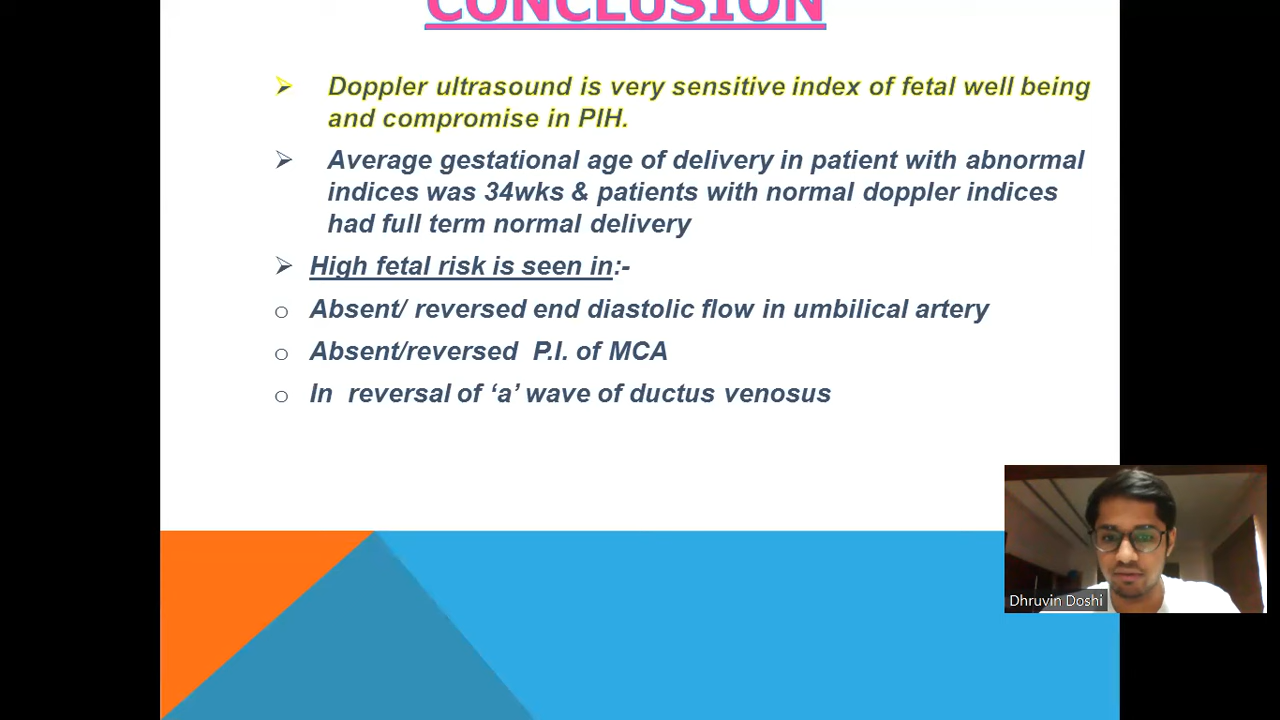 CONCLUSION
➢ Doppler ultrasound is very sensitive index of fetal well being
and compromise in PIH.
➢ Average gestational age of delivery in patient with abnormal
indices was 34wks & patients with normal doppler indices
had full term normal delivery
➢ High fetal risk is seen in:-
o Absent/ reversed end diastolic flow in umbilical artery
o Absent/reversed P.I. of MCA
o In reversal of ‘a’ wave of ductus venosus
Dhruvin Doshi